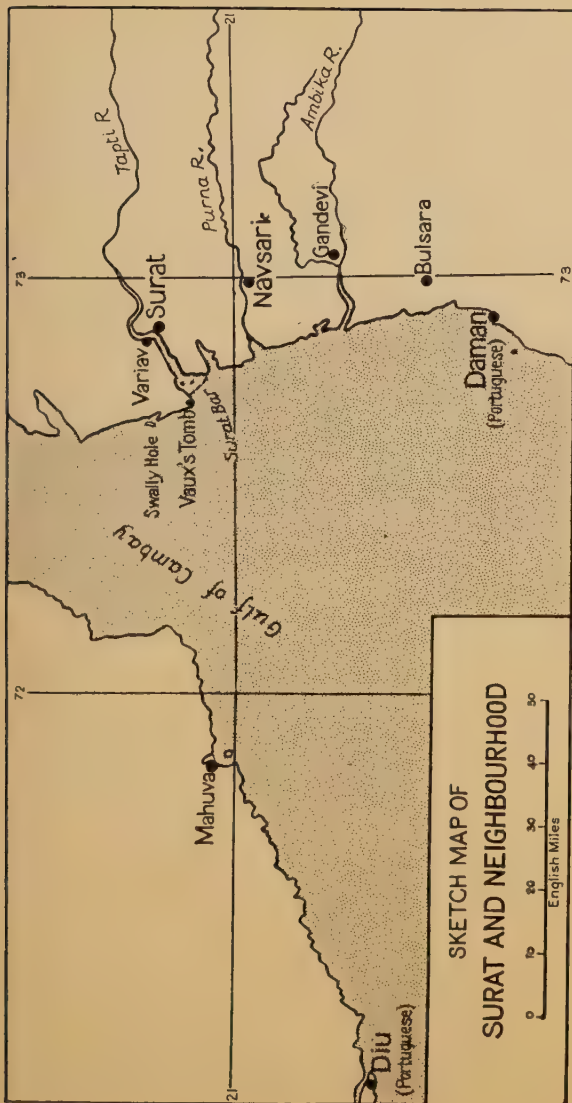 73
72
21
21
73
Tapti R
Purna R.
Ambika R.
Variav
Surat
Navsari
Gandevi
Bulsara
Daman
(Portuguese)
Swally Hole
Vaux's Tomb
Surat Bar
Gulf of Cambay
Mahuva
Diu
(Portuguese)
SKETCH MAP OF
SURAT AND NEIGHBOURHOOD
0 10 20 30 40 50
English Miles